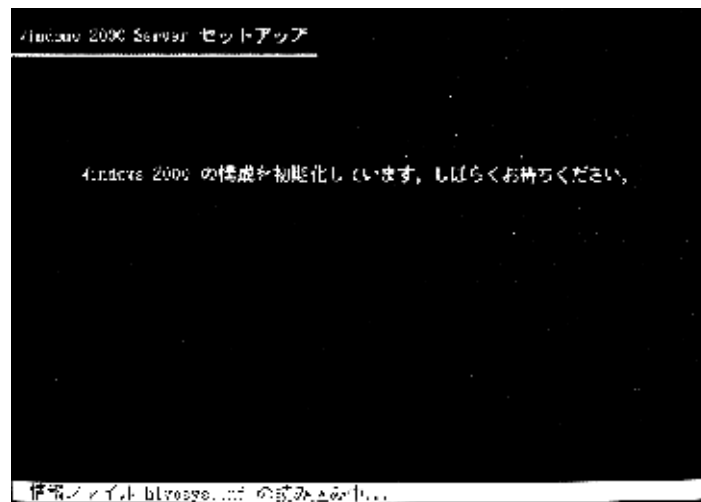 Windows 2000 Server セットアップ
Windows 2000 の構成を初期化しています。しばらくお待ちください。
情報ファイル の読み込み中...